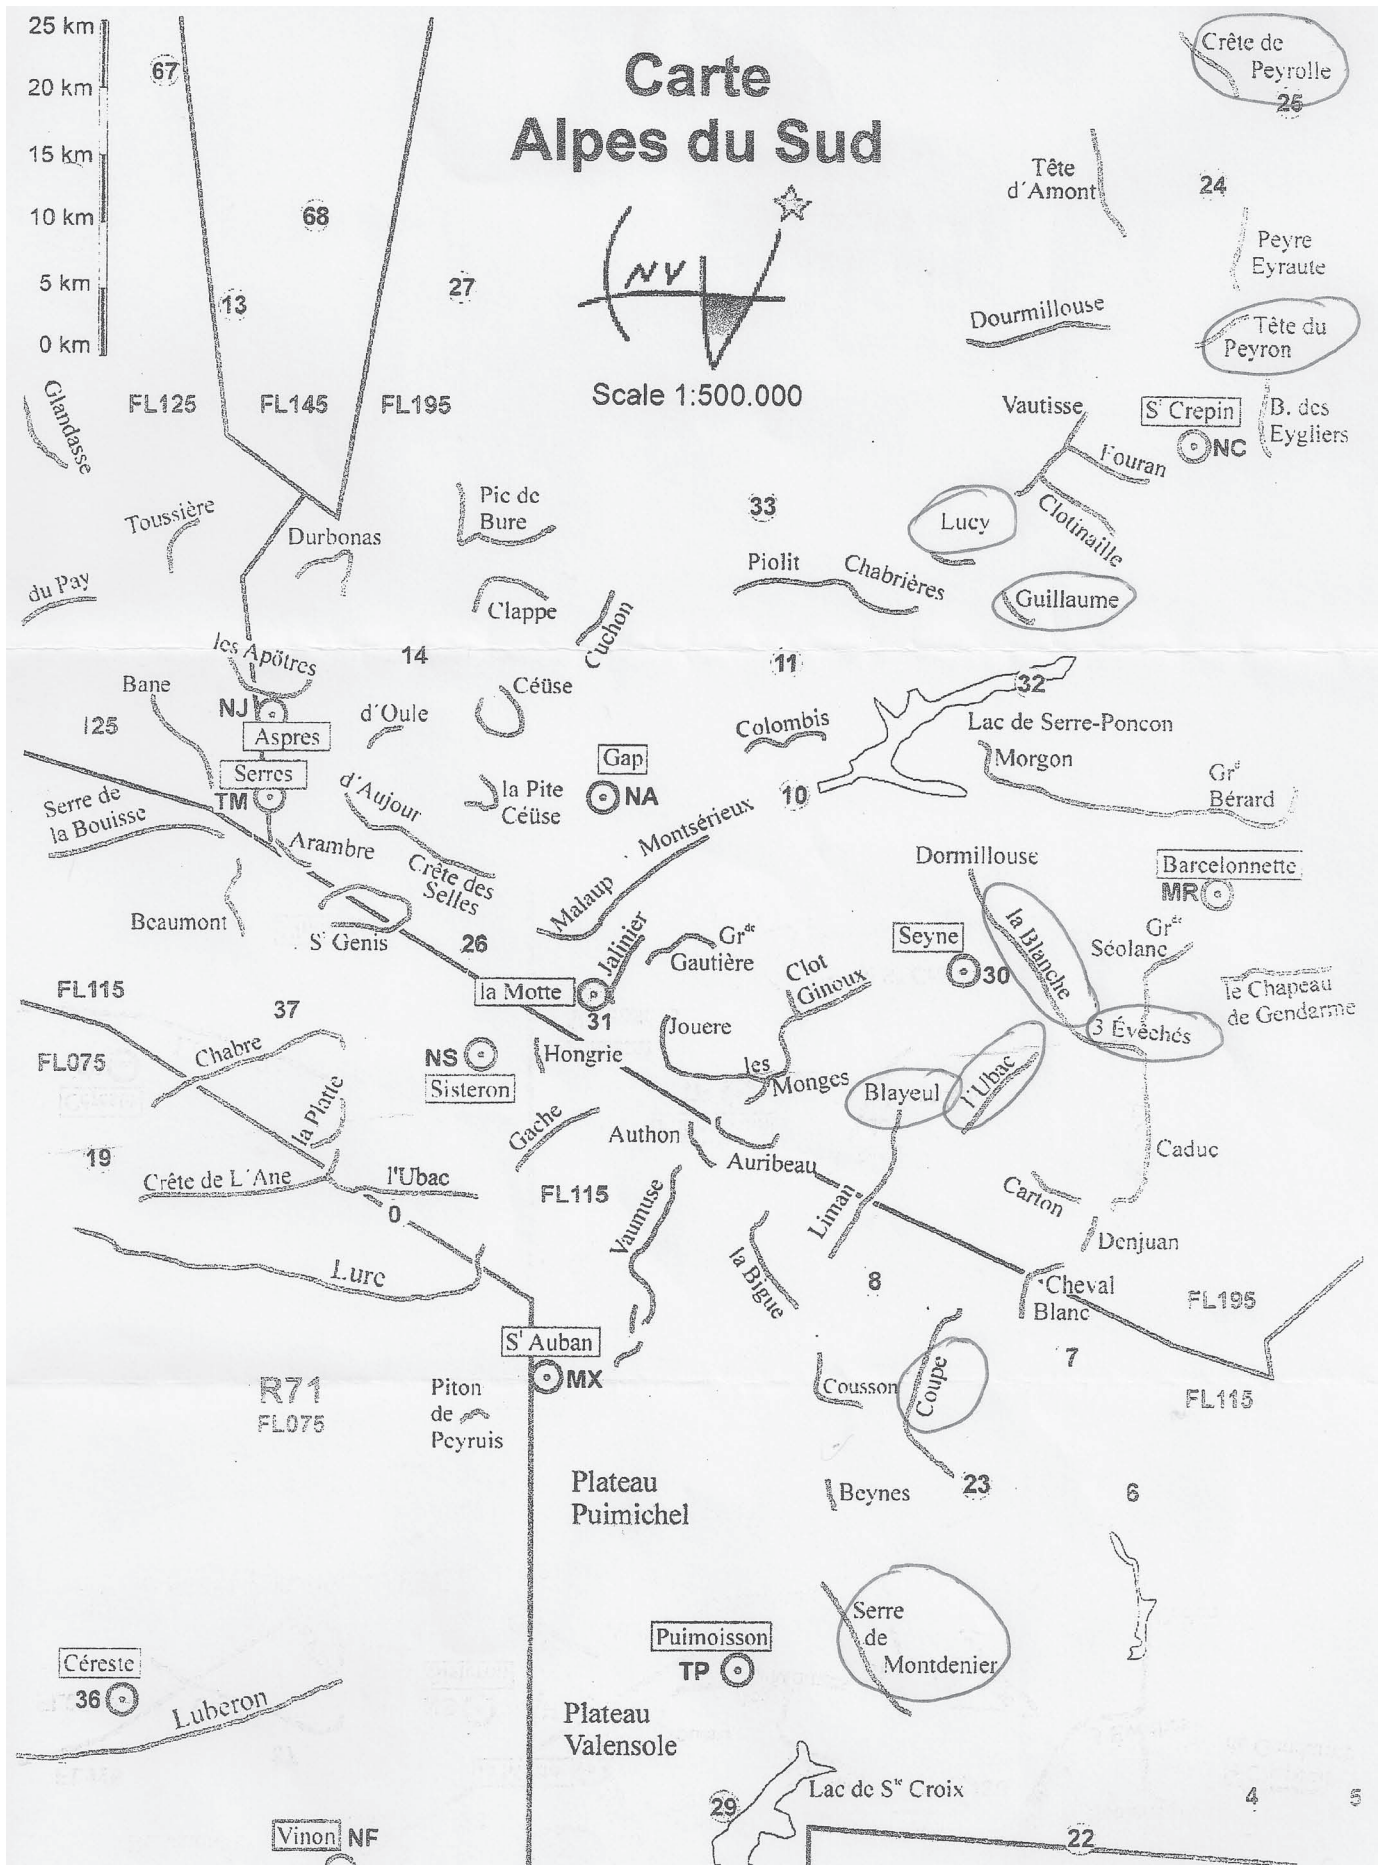 25 km
20 km
15 km
10 km
5 km
0 km
67
68
13
27
Carte
Alpes du Sud
NV
Scale 1:500.000
Crête de
Peyrolle
25
Tête
d´Amont
24
Peyre
Eyraute
Dourmillouse
Tête du
Peyron
FL125
FL145
FL195
Glandasse
Vautisse
St Crepin
NC
B. des
Eygliers
Fouran
Clotinaille
Toussière
Durbonas
Pic de
Bure
33
Lucy
du Pay
Clappe
Cuchon
Piolit
Chabrières
Guillaume
les Apôtres
14
11
32
Bane
NJ
Aspres
d´Oule
Céüse
Colombis
Lac de Serre-Ponçon
125
Serres
TM
d´Aujour
la Pite
Céüse
Gap
NA
10
Morgon
Grd
Bérard
Serre de
la Bouisse
Arambre
Crête des
Selles
Malaup
Montsérieux
Dormillouse
Barcelonnette
MR
Beaumont
St Genis
26
Jalinier
Grde
Gautière
Clot
Ginoux
Seyne
30
la Blanche
Grde
Séolane
la Motte
31
le Chapeau
de Gendarme
FL115
37
Chabre
FL075
NS
Sisteron
Hongrie
Jouere
les
Monges
Blayeul
l´Ubac
3 Évêchés
la Platte
Gache
Authon
Auribeau
Caduc
19
Crête de L´Ane
l'Ubac
0
FL115
Vaumuse
Liman
Carton
Denjuan
Lure
la Bigue
8
Cheval
Blanc
FL195
St Auban
MX
7
FL115
R71
FL075
Piton
de
Peyruis
Cousson
Coupe
Plateau
Puimichel
Beynes
23
6
Serre
de
Montdenier
Puimoisson
TP
Céreste
36
Luberon
Plateau
Valensole
Lac de Ste Croix
29
4
5
Vinon
NF
22